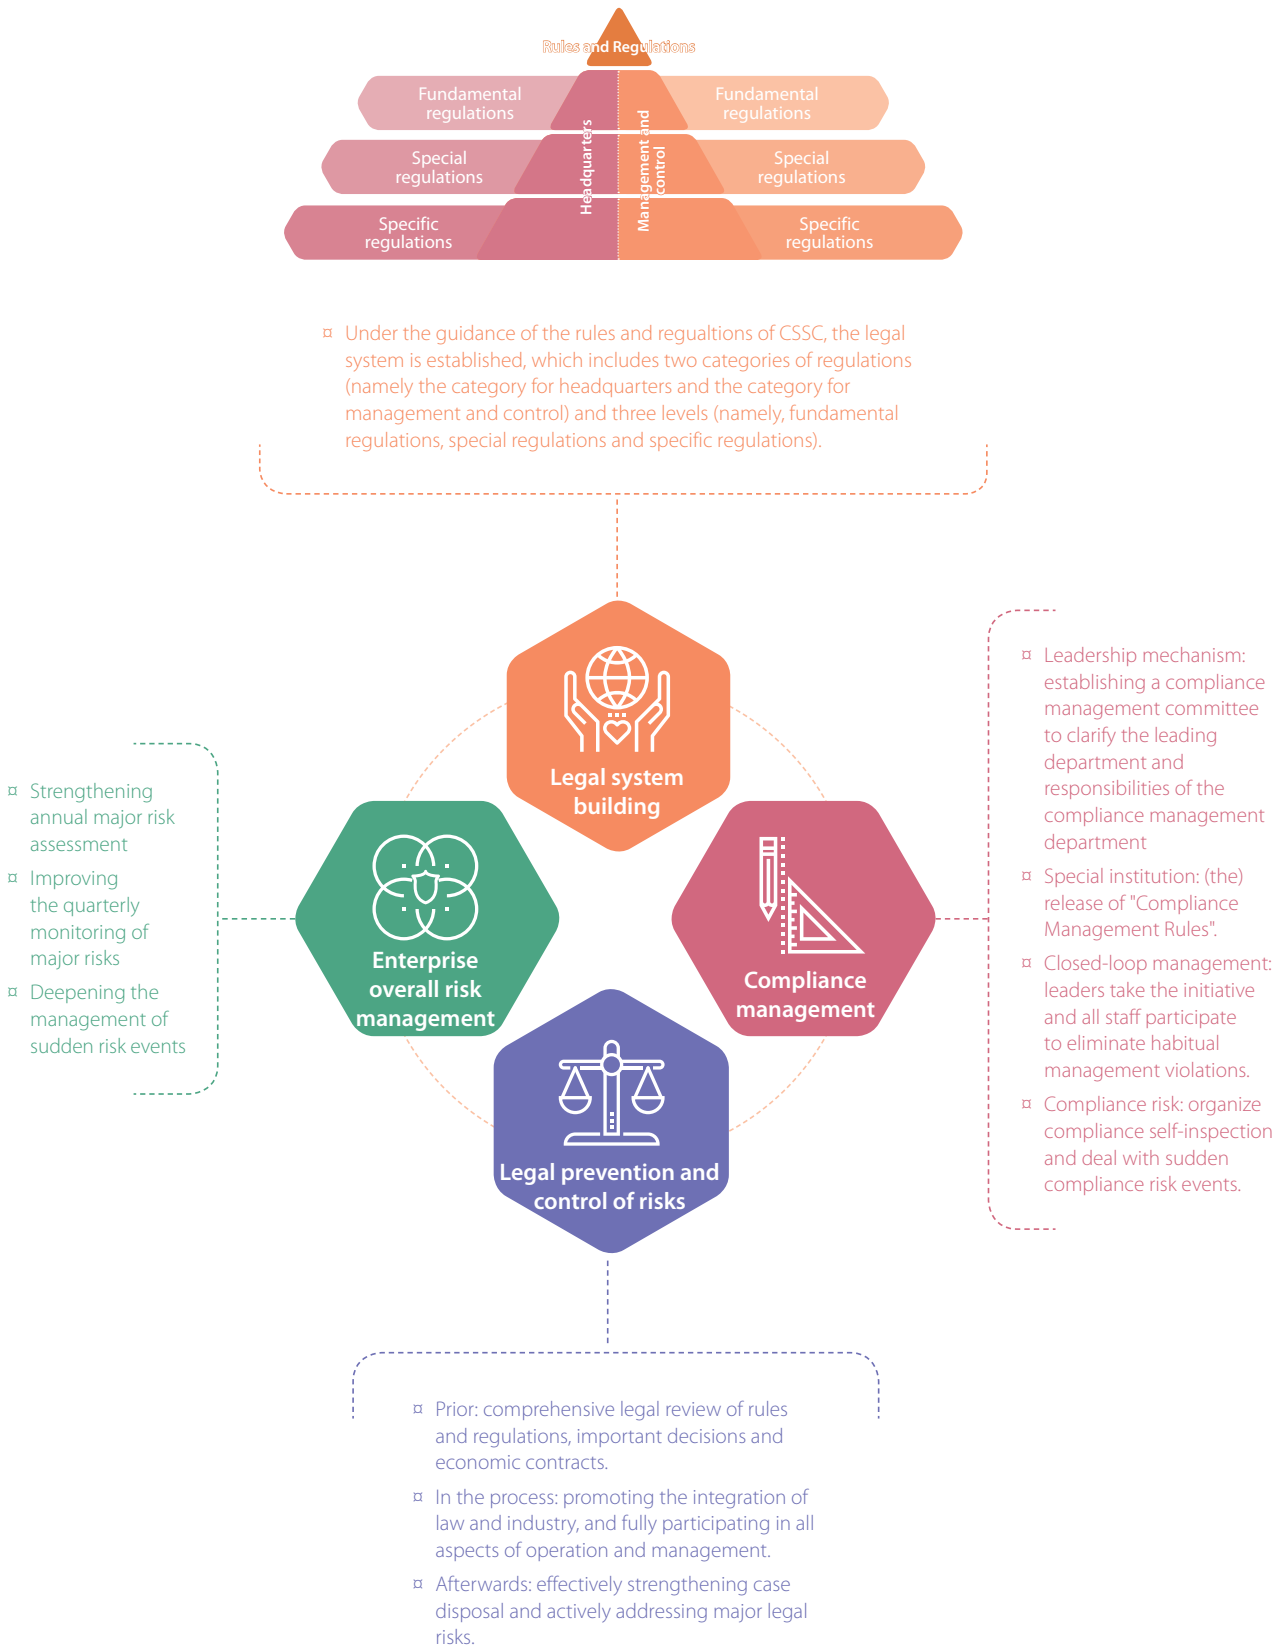 Rules and Regulations
Fundamental
regulations
Fundamental
regulations
Special
regulations
Special
regulations
Specific
regulations
Specific
regulations
Headquarters
Management and
control
¤ Under the guidance of the rules and regualtions of CSSC, the legal
system is established, which includes two categories of regulations
(namely the category for headquarters and the category for
management and control) and three levels (namely, fundamental
regulations, special regulations and specific regulations).
Legal system
building
¤ Strengthening
annual major risk
assessment
¤ Improving
the quarterly
monitoring of
major risks
¤ Deepening the
management of
sudden risk events
Enterprise
overall risk
management
Compliance
management
¤ Leadership mechanism:
establishing a compliance
management committee
to clarify the leading
department and
responsibilities of the
compliance management
department
¤ Special institution: (the)
release of "Compliance
Management Rules".
¤ Closed-loop management:
leaders take the initiative
and all staff participate
to eliminate habitual
management violations.
¤ Compliance risk: organize
compliance self-inspection
and deal with sudden
compliance risk events.
Legal prevention and
control of risks
¤ Prior: comprehensive legal review of rules
and regulations, important decisions and
economic contracts.
¤ In the process: promoting the integration of
law and industry, and fully participating in all
aspects of operation and management.
¤ Afterwards: effectively strengthening case
disposal and actively addressing major legal
risks.